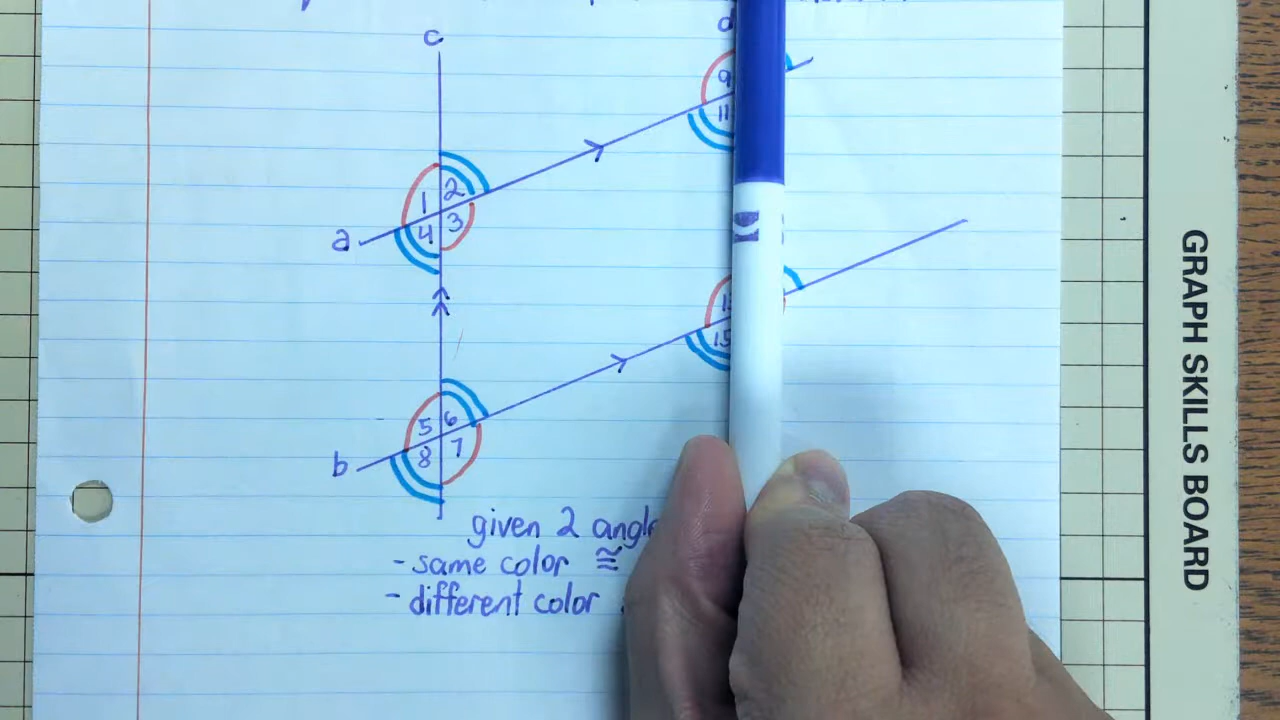 c
d
9
11
1 2
3
a 4
15
5 6
7
b 8
given 2
- same color ≅
- different color
GRAPH SKILLS BOARD